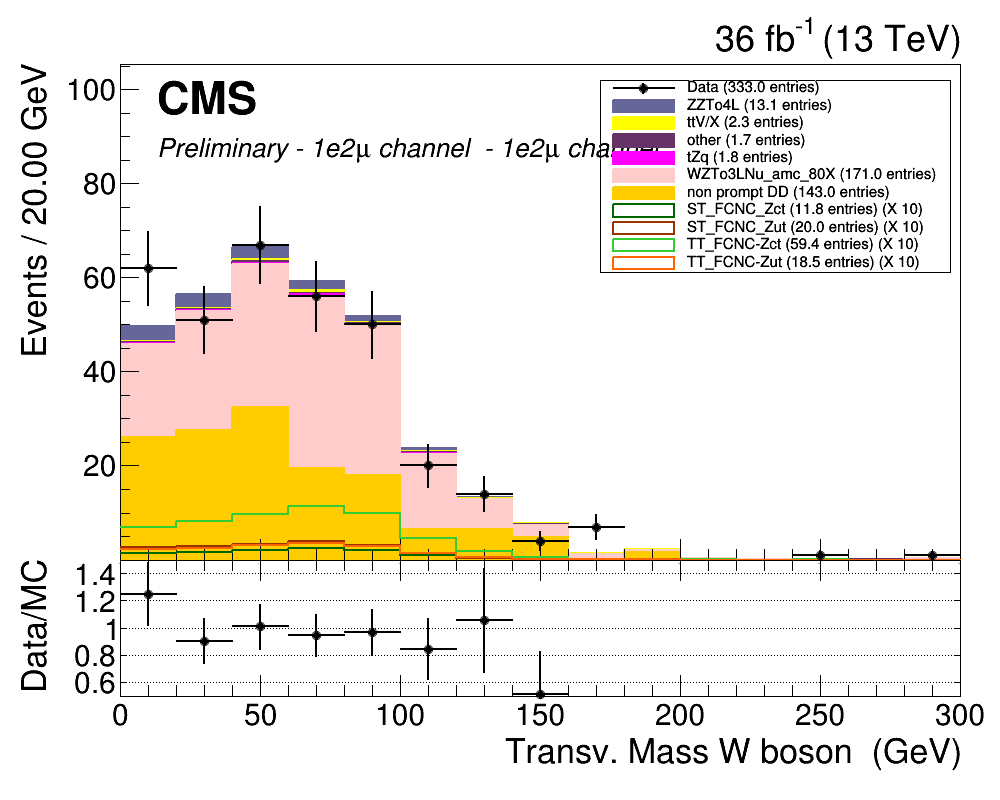 36 fb-1 (13 TeV)
CMS
Preliminary - 1e2μ channel - 1e2μ channel
Data (333.0 entries)
ZZTo4L (13.1 entries)
ttV/X (2.3 entries)
other (1.7 entries)
tZq (1.8 entries)
WZTo3LNu_amc_80X (171.0 entries)
non prompt DD (143.0 entries)
ST_FCNC_Zct (11.8 entries) (X 10)
ST_FCNC_Zut (20.0 entries) (X 10)
TT_FCNC-Zct (59.4 entries) (X 10)
TT_FCNC-Zut (18.5 entries) (X 10)
Events / 20.00 GeV
100
80
60
40
20
Data/MC
1.4
1.2
1
0.8
0.6
0 50 100 150 200 250 300
Transv. Mass W boson (GeV)